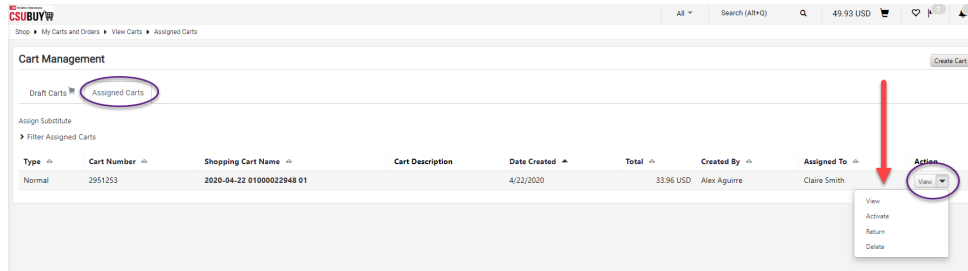 CSUBUY
All Search (Alt+Q) 49.93 USD
Shop My Carts and Orders View Carts Assigned Carts
Cart Management
Create Cart
Draft Carts Assigned Carts
Assign Substitute
Filter Assigned Carts
Type Cart Number Shopping Cart Name Cart Description Date Created Total Created By Assigned To Action
Normal 2951253 2020-04-22 01000022948 01 4/22/2020 33.96 USD Alex Aguirre Claire Smith View
View
Activate
Return
Delete